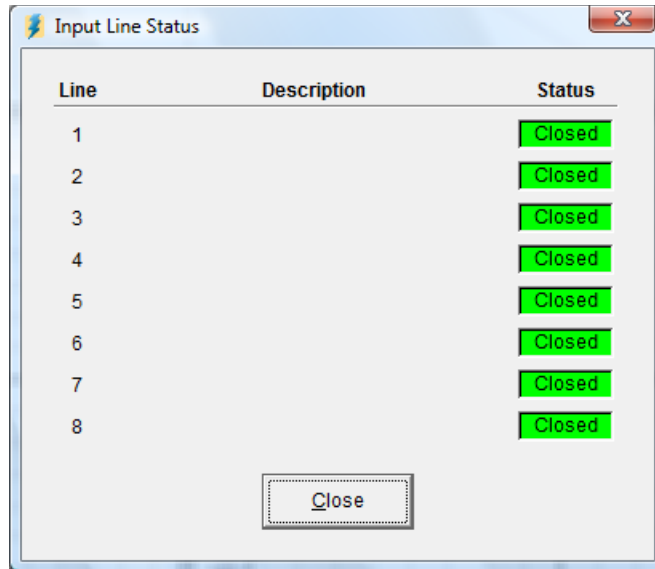 Input Line Status
Line Description Status
1 Closed
2 Closed
3 Closed
4 Closed
5 Closed
6 Closed
7 Closed
8 Closed
Close